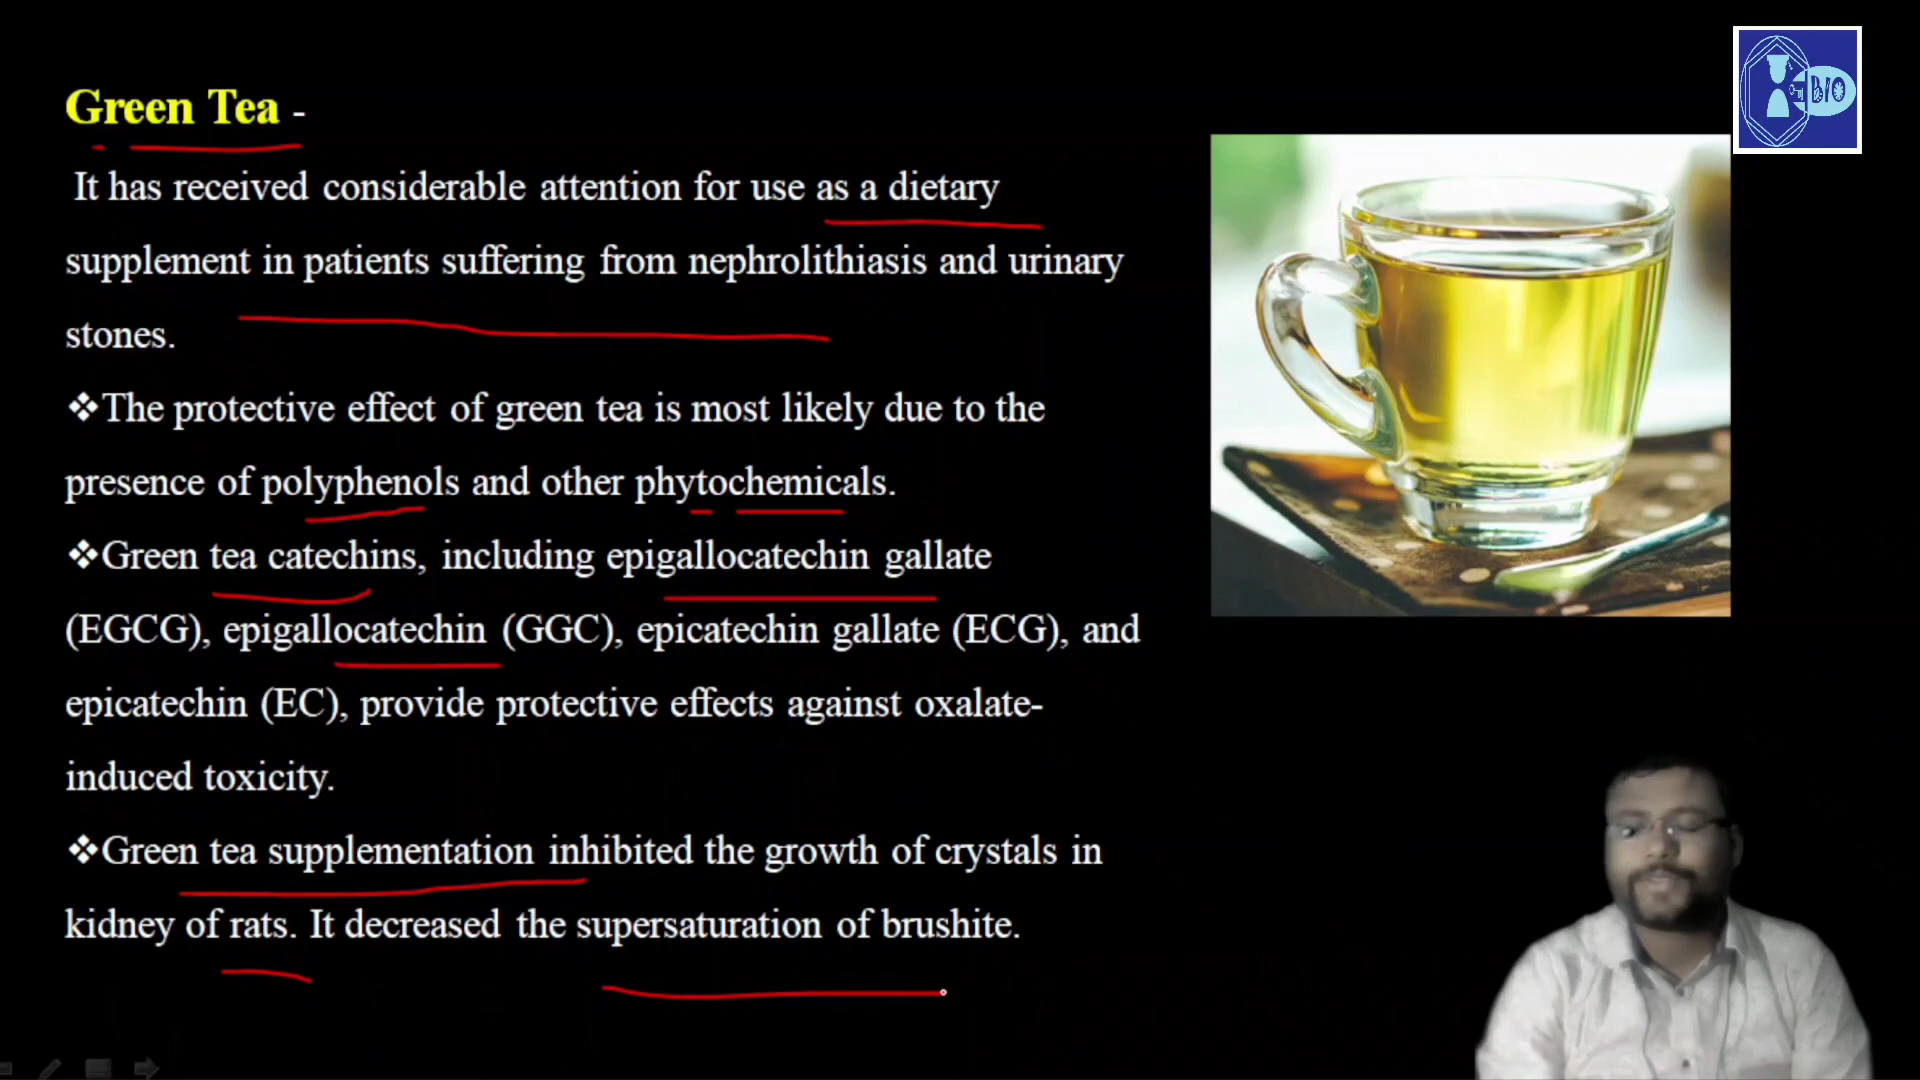 Green Tea -
It has received considerable attention for use as a dietary
supplement in patients suffering from nephrolithiasis and urinary
stones.
❖The protective effect of green tea is most likely due to the
presence of polyphenols and other phytochemicals.
❖Green tea catechins, including epigallocatechin gallate
(EGCG), epigallocatechin (GGC), epicatechin gallate (ECG), and
epicatechin (EC), provide protective effects against oxalate-
induced toxicity.
❖Green tea supplementation inhibited the growth of crystals in
kidney of rats. It decreased the supersaturation of brushite.
BIO